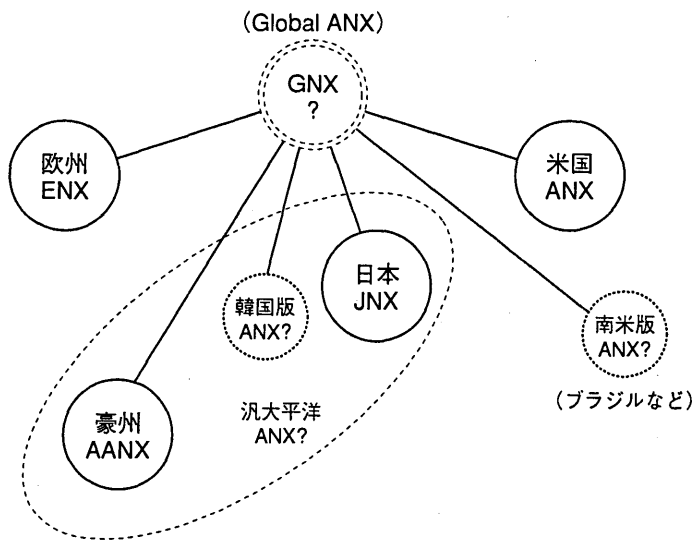 (Global ANX)
GNX
?
欧州
ENX
米国
ANX
日本
JNX
韓国版
ANX?
南米版
ANX?
(ブラジルなど)
豪州
AANX
汎太平洋
ANX?